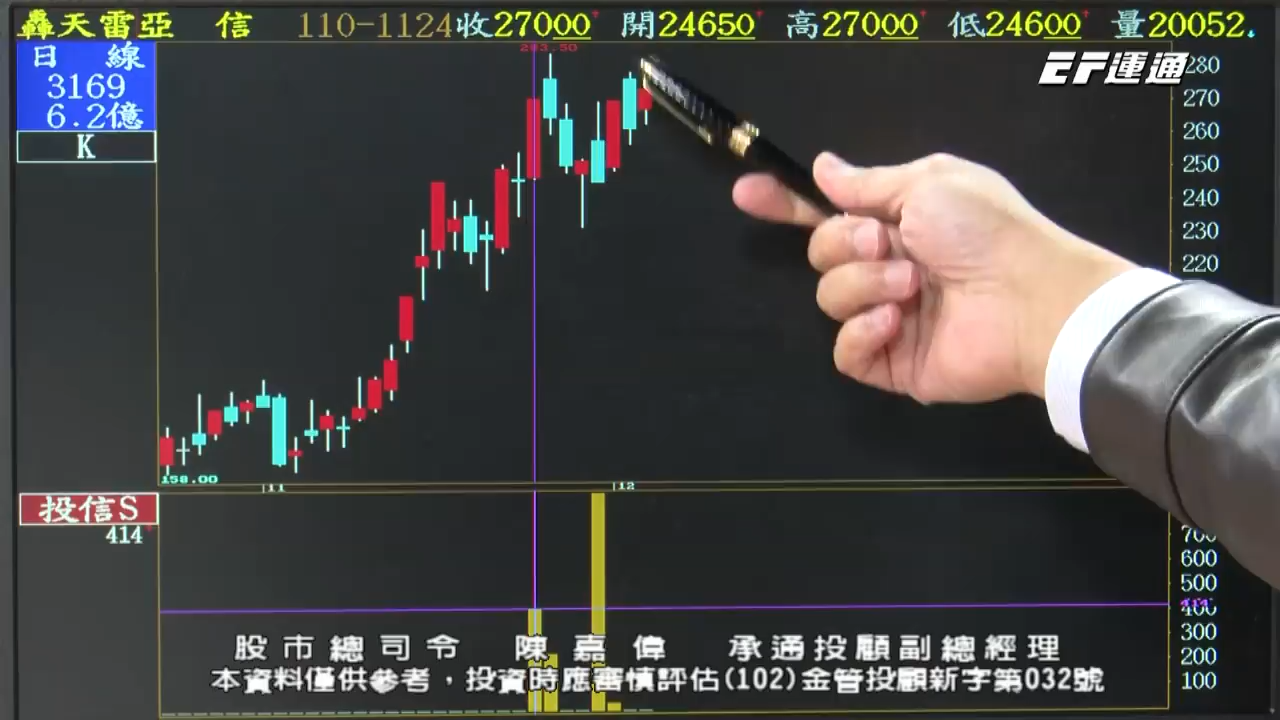 轟天雷亞信 110-1124收27000 開24650 高27000 低24600 量20052.
日線
3169
6.2億
K
EF運通
283.50
280
270
260
250
240
230
220
158.00
11
12
投信S
414
700
600
500
400
300
200
100
股市總司令 陳嘉偉 承通投顧副總經理
本資料僅供參考，投資時應審慎評估(102)金管投顧新字第032號